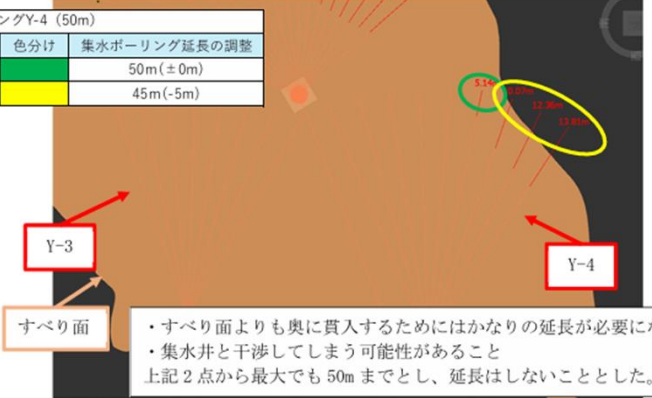 ングY-4（50m）
色分け 集水ボーリング延長の調整
50m(±0m)
45m(-5m)
5.14m
12.36m
13.81m
Y-3
Y-4
すべり面
・すべり面よりも奥に貫入するためにはかなりの延長が必要に
・集水井と干渉してしまう可能性があること
上記２点から最大でも 50m までとし、延長はしないこととした。